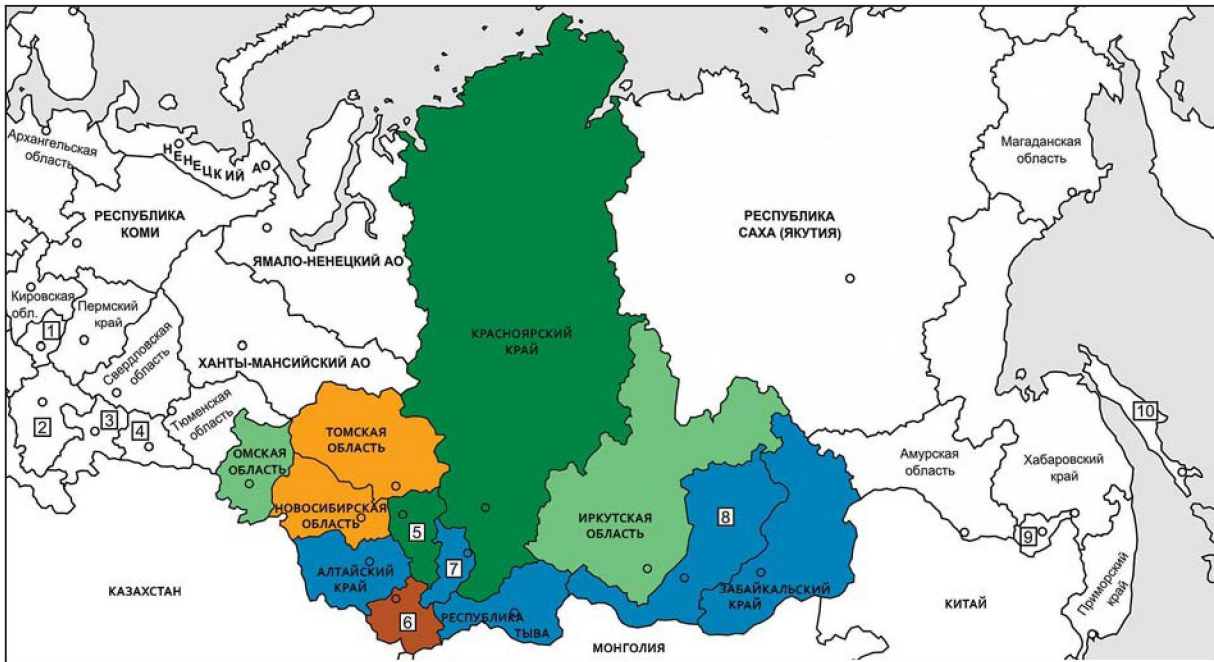 Архангельская
область
НЕНЕЦКИЙ АО
Магаданская
область
РЕСПУБЛИКА
КОМИ
РЕСПУБЛИКА
САХА (ЯКУТИЯ)
ЯМАЛО-НЕНЕЦКИЙ АО
Кировская
обл.
Пермский
край
1
КРАСНОЯРСКИЙ
КРАЙ
Свердловская
область
ХАНТЫ-МАНСИЙСКИЙ АО
2
3
4
Тюменская
область
10
ТОМСКАЯ
ОБЛАСТЬ
ОМСКАЯ
ОБЛАСТЬ
Амурская
область
Хабаровский
край
НОВОСИБИРСКАЯ
ОБЛАСТЬ
ИРКУТСКАЯ
ОБЛАСТЬ
8
5
9
7
АЛТАЙСКИЙ
КРАЙ
КАЗАХСТАН
ЗАБАЙКАЛЬСКИЙ
КРАЙ
КИТАЙ
Приморский
край
6
РЕСПУБЛИКА
ТЫВА
МОНГОЛИЯ